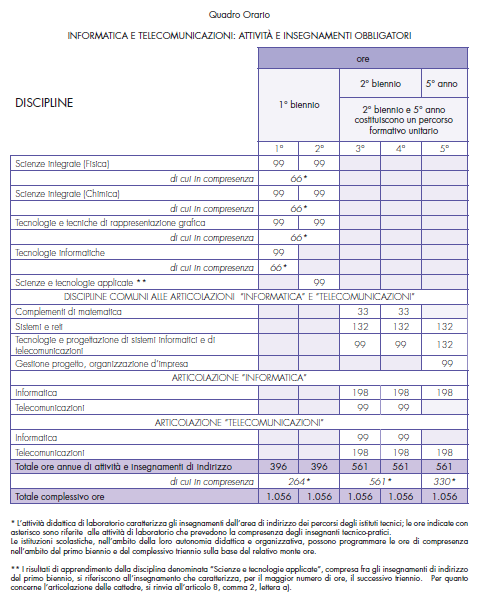 Quadro Orario
INFORMATICA E TELECOMUNICAZIONI: ATTIVITÀ E INSEGNAMENTI OBBLIGATORI
DISCIPLINE
ore
1° biennio
2° biennio
5° anno
2° biennio e 5° anno
costituiscono un percorso
formativo unitario
1° 2° 3° 4° 5°
Scienze integrate (Fisica) 99 99
di cui in compresenza 66*
Scienze integrate (Chimica) 99 99
di cui in compresenza 66*
Tecnologie e tecniche di rappresentazione grafica 99 99
di cui in compresenza 66*
Tecnologie informatiche 99
di cui in compresenza 66*
Scienze e tecnologie applicate ** 99
DISCIPLINE COMUNI ALLE ARTICOLAZIONI "INFORMATICA" E "TELECOMUNICAZIONI"
Complementi di matematica 33 33
Sistemi e reti 132 132 132
Tecnologie e progettazione di sistemi informatici e di
telecomunicazioni 99 99 132
Gestione progetto, organizzazione d'impresa 99
ARTICOLAZIONE "INFORMATICA"
Informatica 198 198 198
Telecomunicazioni 99 99
ARTICOLAZIONE "TELECOMUNICAZIONI"
Informatica 99 99
Telecomunicazioni 198 198 198
Totale ore annue di attività e insegnamenti di indirizzo 396 396 561 561 561
di cui in compresenza 264* 561* 330*
Totale complessivo ore 1.056 1.056 1.056 1.056 1.056
* L'attività didattica di laboratorio caratterizza gli insegnamenti dell'area di indirizzo dei percorsi degli istituti tecnici; le ore indicate con
asterisco sono riferite alle attività di laboratorio che prevedono la compresenza degli insegnanti tecnico-pratici.
Le istituzioni scolastiche, nell'ambito della loro autonomia didattica e organizzativa, possono programmare le ore di compresenza
nell'ambito del primo biennio e del complessivo triennio sulla base del relativo monte ore.
** I risultati di apprendimento della disciplina denominata "Scienze e tecnologie applicate", compresa fra gli insegnamenti di indirizzo
del primo biennio, si riferiscono all'insegnamento che caratterizza, per il maggior numero di ore, il successivo triennio. Per quanto
concerne l'articolazione delle cattedre, si rinvia all'articolo 8, comma 2, lettera a).